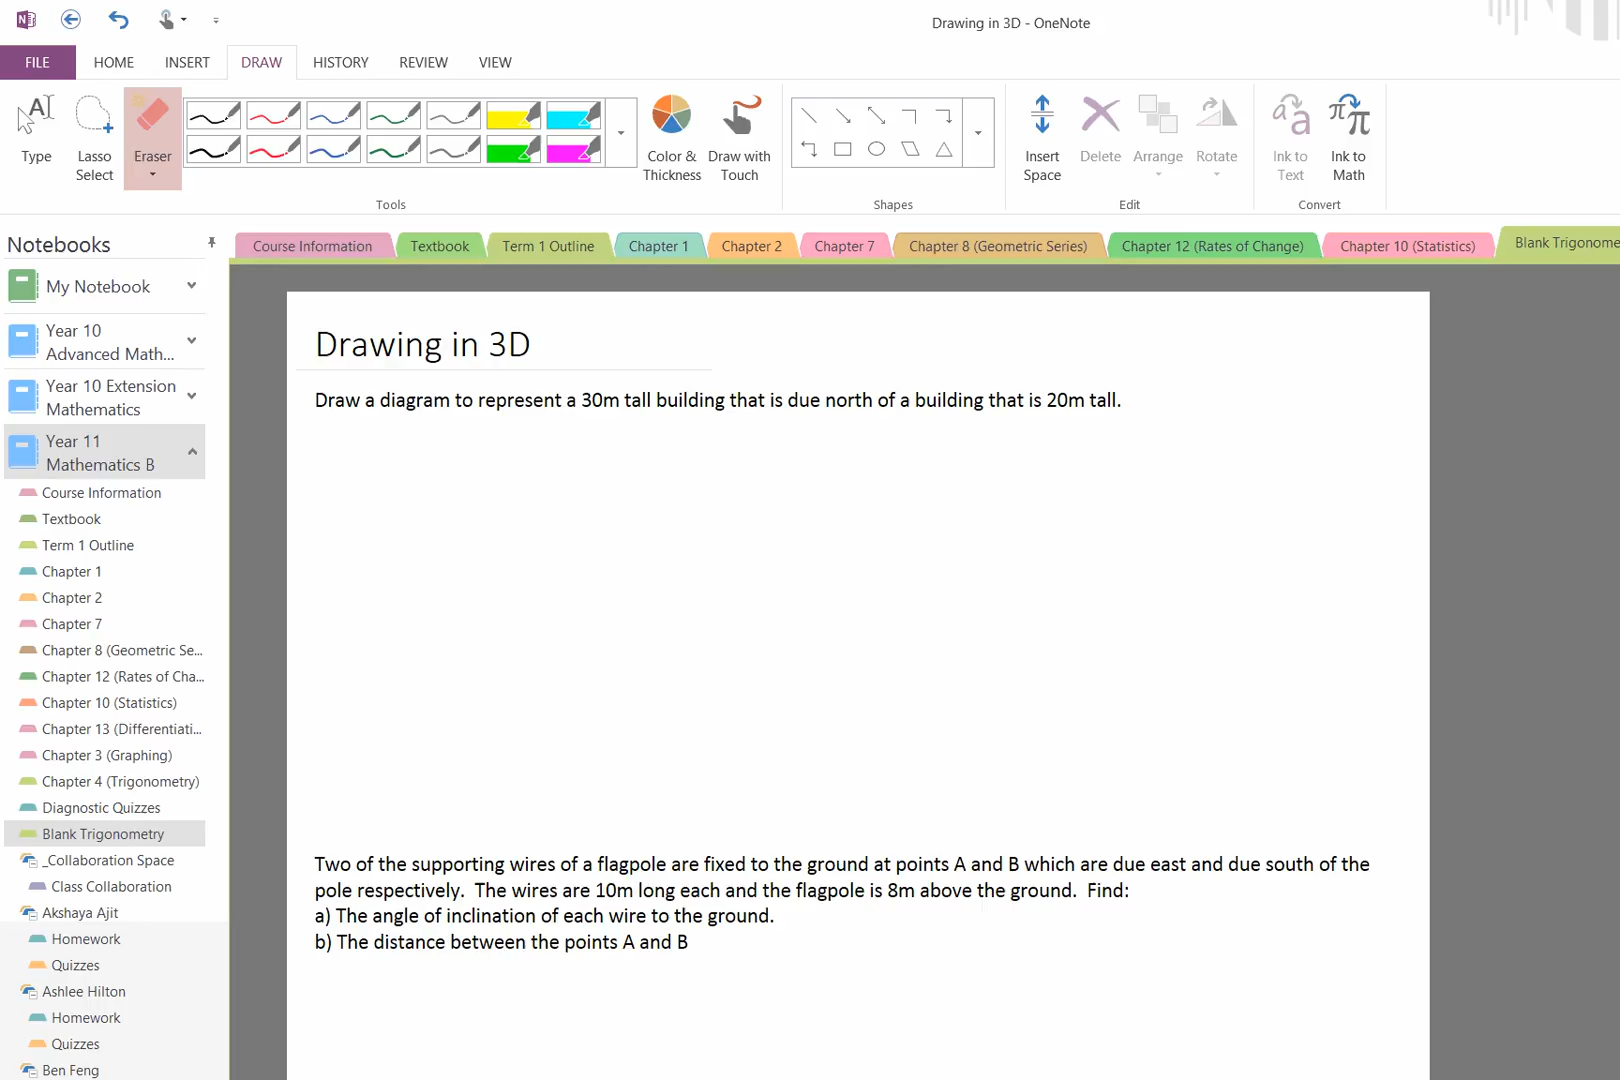 Drawing in 3D - OneNote
FILE HOME INSERT DRAW HISTORY REVIEW VIEW
Type
Lasso Select
Eraser
Color & Thickness
Draw with Touch
Insert Space
Delete
Arrange
Rotate
Ink to Text
Ink to Math
Tools
Shapes
Edit
Convert
Notebooks
Course Information Textbook Term 1 Outline Chapter 1 Chapter 2 Chapter 7 Chapter 8 (Geometric Series) Chapter 12 (Rates of Change) Chapter 10 (Statistics) Blank Trigonome
My Notebook
Year 10
Advanced Math...
Year 10 Extension
Mathematics
Year 11
Mathematics B
Course Information
Textbook
Term 1 Outline
Chapter 1
Chapter 2
Chapter 7
Chapter 8 (Geometric Se...
Chapter 12 (Rates of Cha...
Chapter 10 (Statistics)
Chapter 13 (Differentiati...
Chapter 3 (Graphing)
Chapter 4 (Trigonometry)
Diagnostic Quizzes
Blank Trigonometry
_Collaboration Space
Class Collaboration
Akshaya Ajit
Homework
Quizzes
Ashlee Hilton
Homework
Quizzes
Ben Feng
Drawing in 3D
Draw a diagram to represent a 30m tall building that is due north of a building that is 20m tall.
Two of the supporting wires of a flagpole are fixed to the ground at points A and B which are due east and due south of the
pole respectively. The wires are 10m long each and the flagpole is 8m above the ground. Find:
a) The angle of inclination of each wire to the ground.
b) The distance between the points A and B